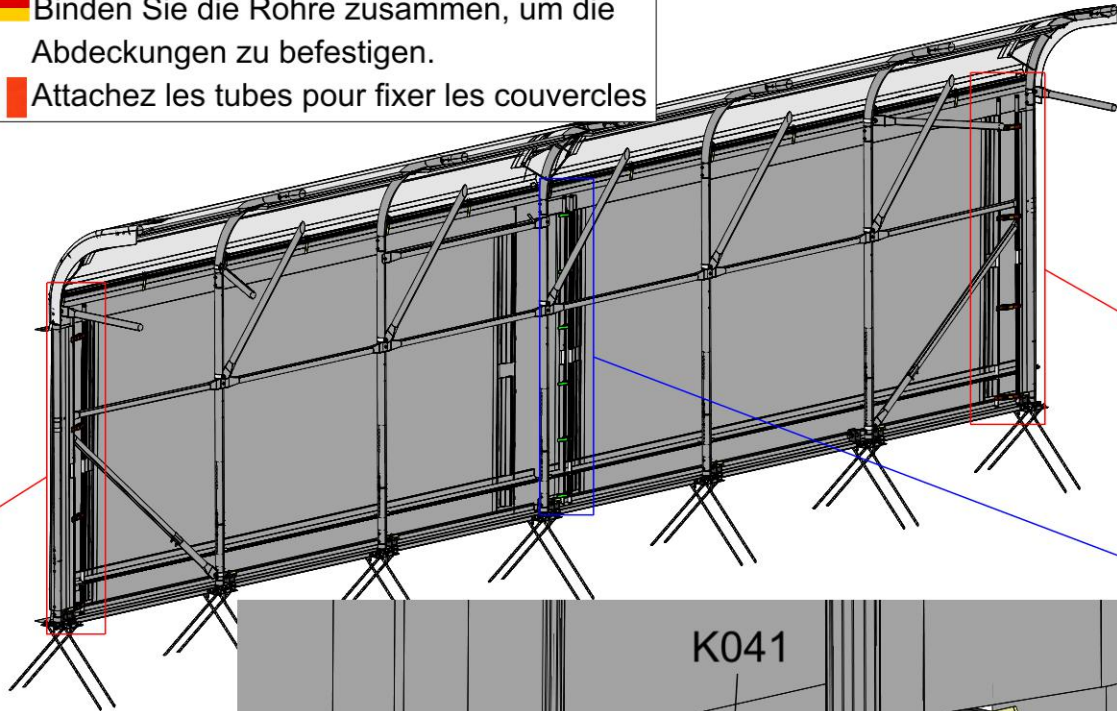 Binden Sie die Rohre zusammen, um die
Abdeckungen zu befestigen.
Attachez les tubes pour fixer les couvercles
K041